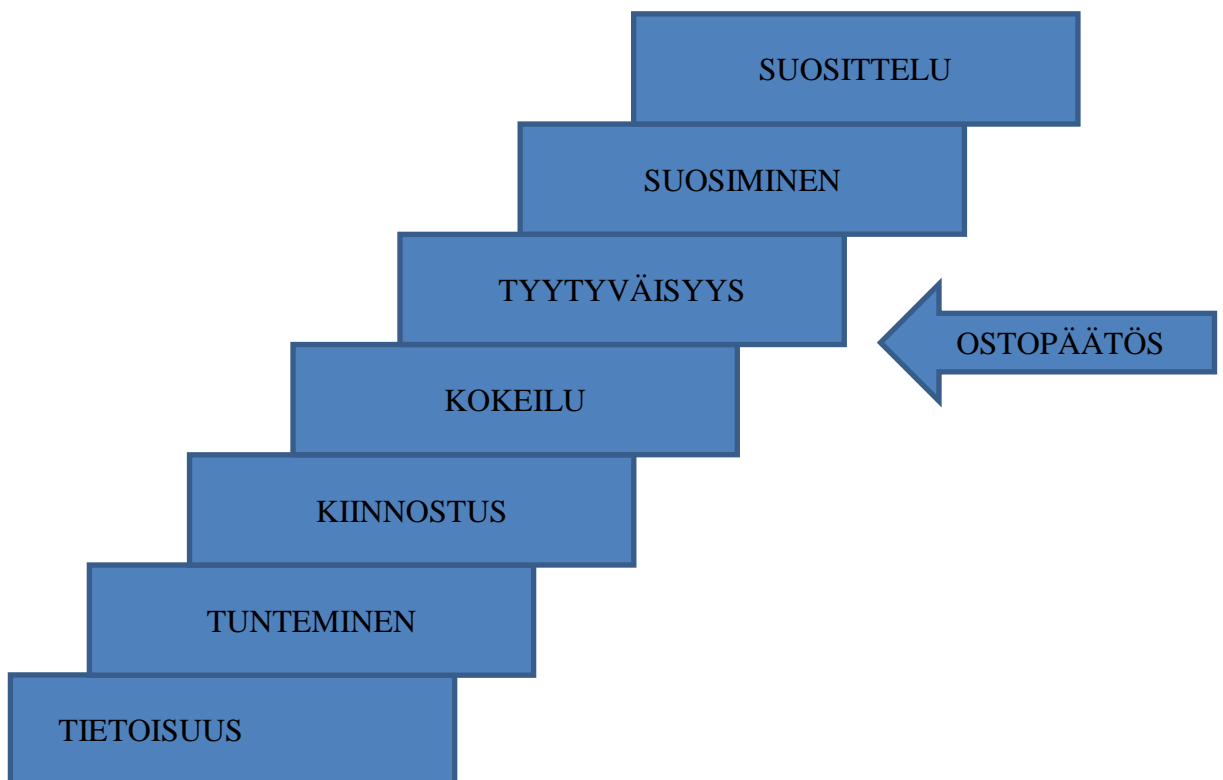 SUOSITTELU
SUOSIMINEN
TYYTYVÄISYYS
OSTOPÄÄTÖS
KOKEILU
KIINNOSTUS
TUNTEMINEN
TIETOISUUS